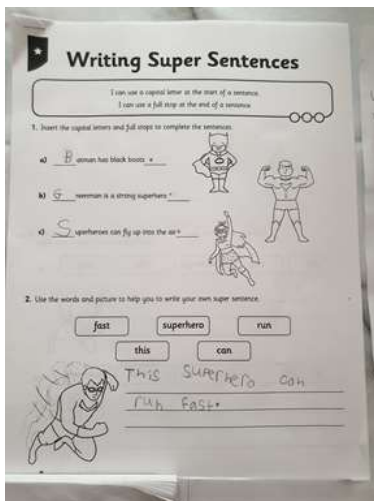 Writing Super Sentences
I can use a capital letter at the start of a sentence.
I can use a full stop at the end of a sentence.
1. Insert the capital letters and full stops to complete the sentences.
a) B atman has black boots .
b) G reenman is a strong superhero .
c) S uperheroes can fly up into the air .
2. Use the words and picture to help you to write your own super sentence.
fast superhero run
this can
This Superhero can
run fast.